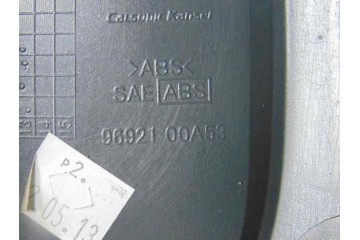 Calsonic Kansei
>ABS<
SAE ABS
96921 00A53
P2.
05.13